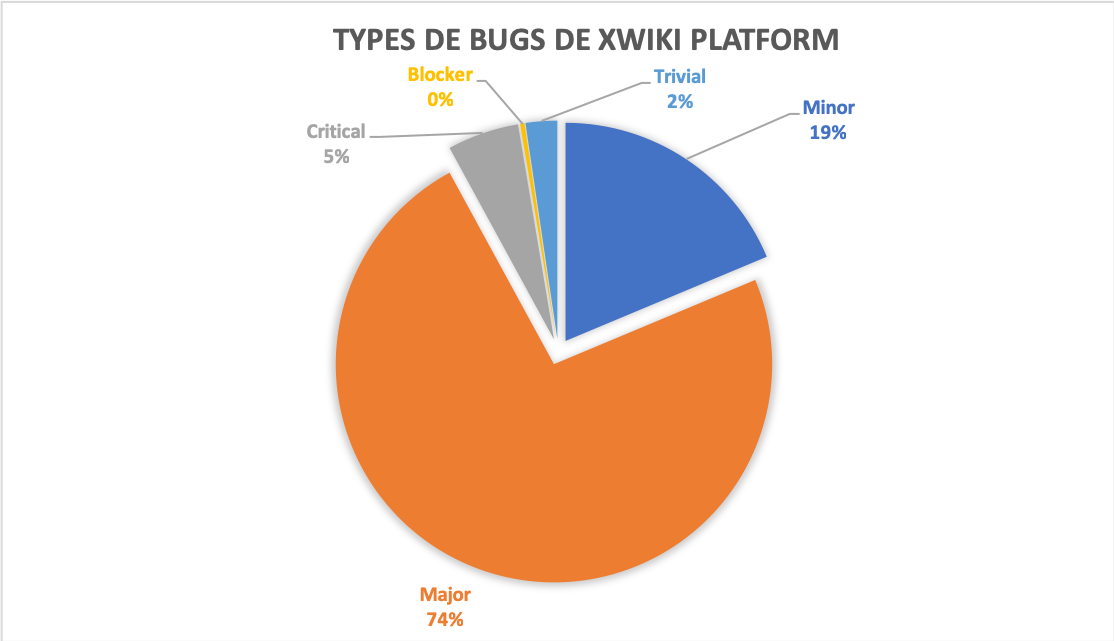 TYPES DE BUGS DE XWIKI PLATFORM
Blocker
0%
Trivial
2%
Minor
19%
Critical
5%
Major
74%